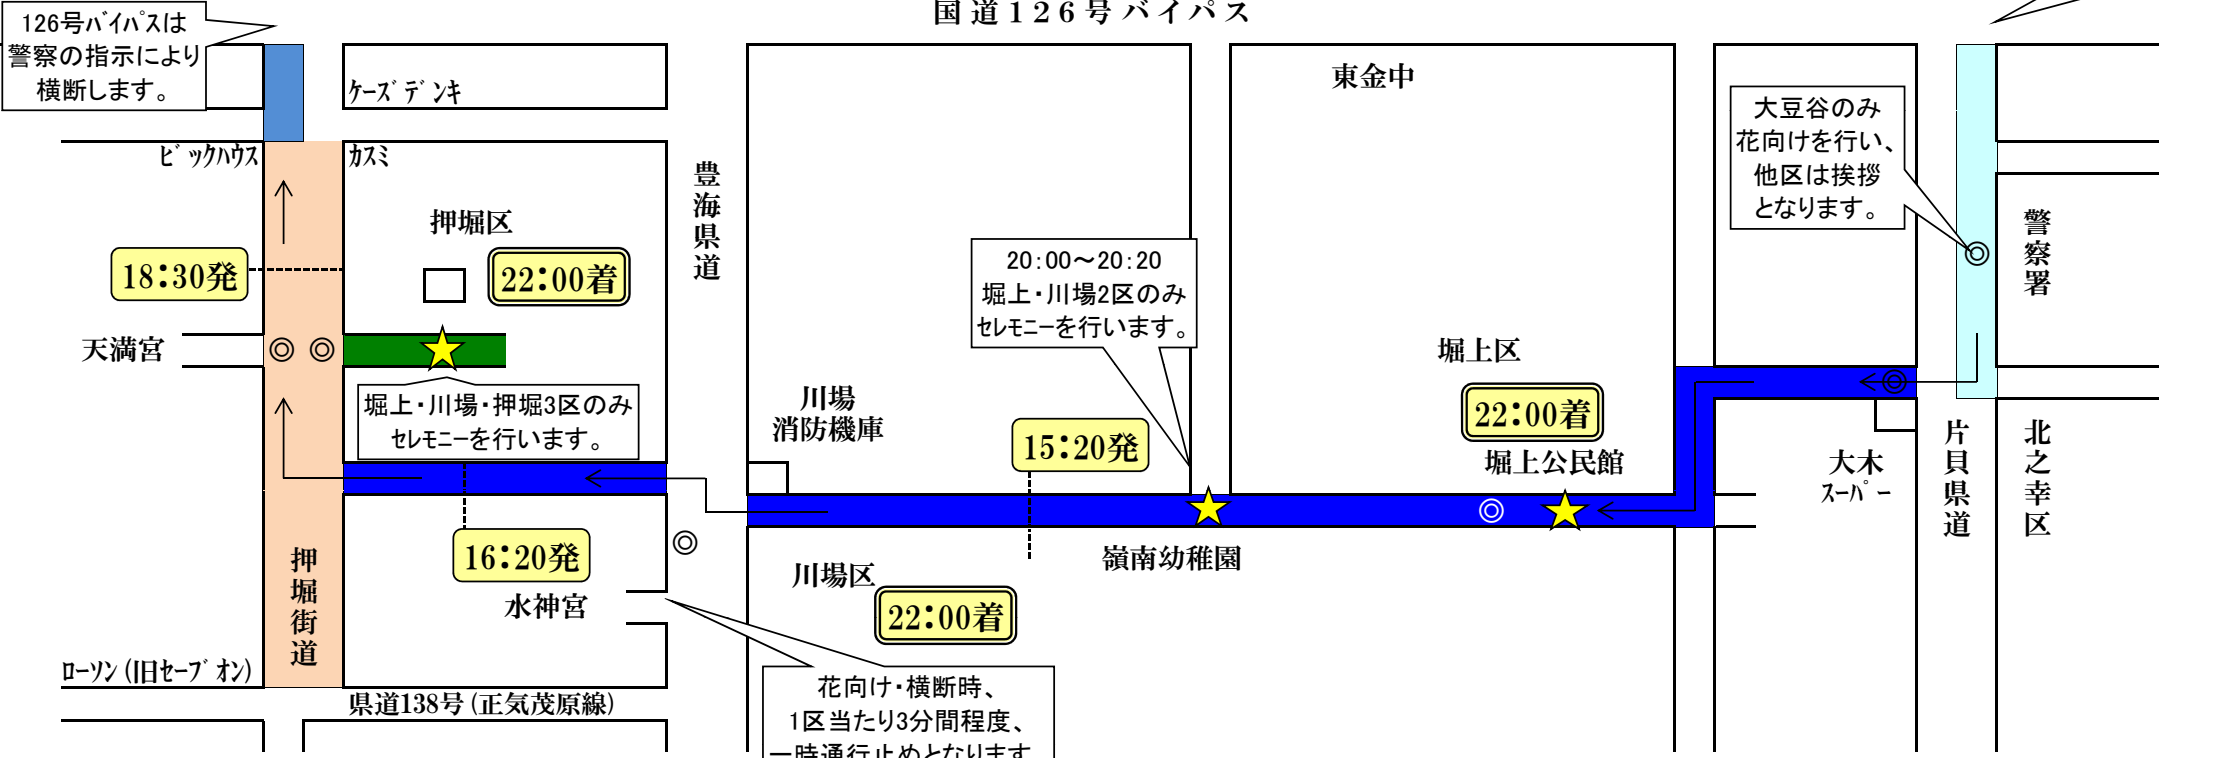 国道126号バイパス
126号バイパスは
警察の指示により
横断します。
ケーズデンキ
東金中
大豆谷のみ
花向けを行い、
他区は挨拶
となります。
ビックハウス
カスミ
豊海県道
押堀区
警察署
18:30発
22:00着
20:00～20:20
堀上・川場2区のみ
セレモニーを行います。
天満宮
堀上区
堀上・川場・押堀3区のみ
セレモニーを行います。
川場
消防機庫
22:00着
15:20発
堀上公民館
大木
スーパー
片貝県道
北之幸区
16:20発
嶺南幼稚園
押堀街道
水神宮
川場区
22:00着
ローソン(旧セーブオン)
県道138号(正気茂原線)
花向け・横断時、
1区当たり3分間程度、
一時通行止めとなります